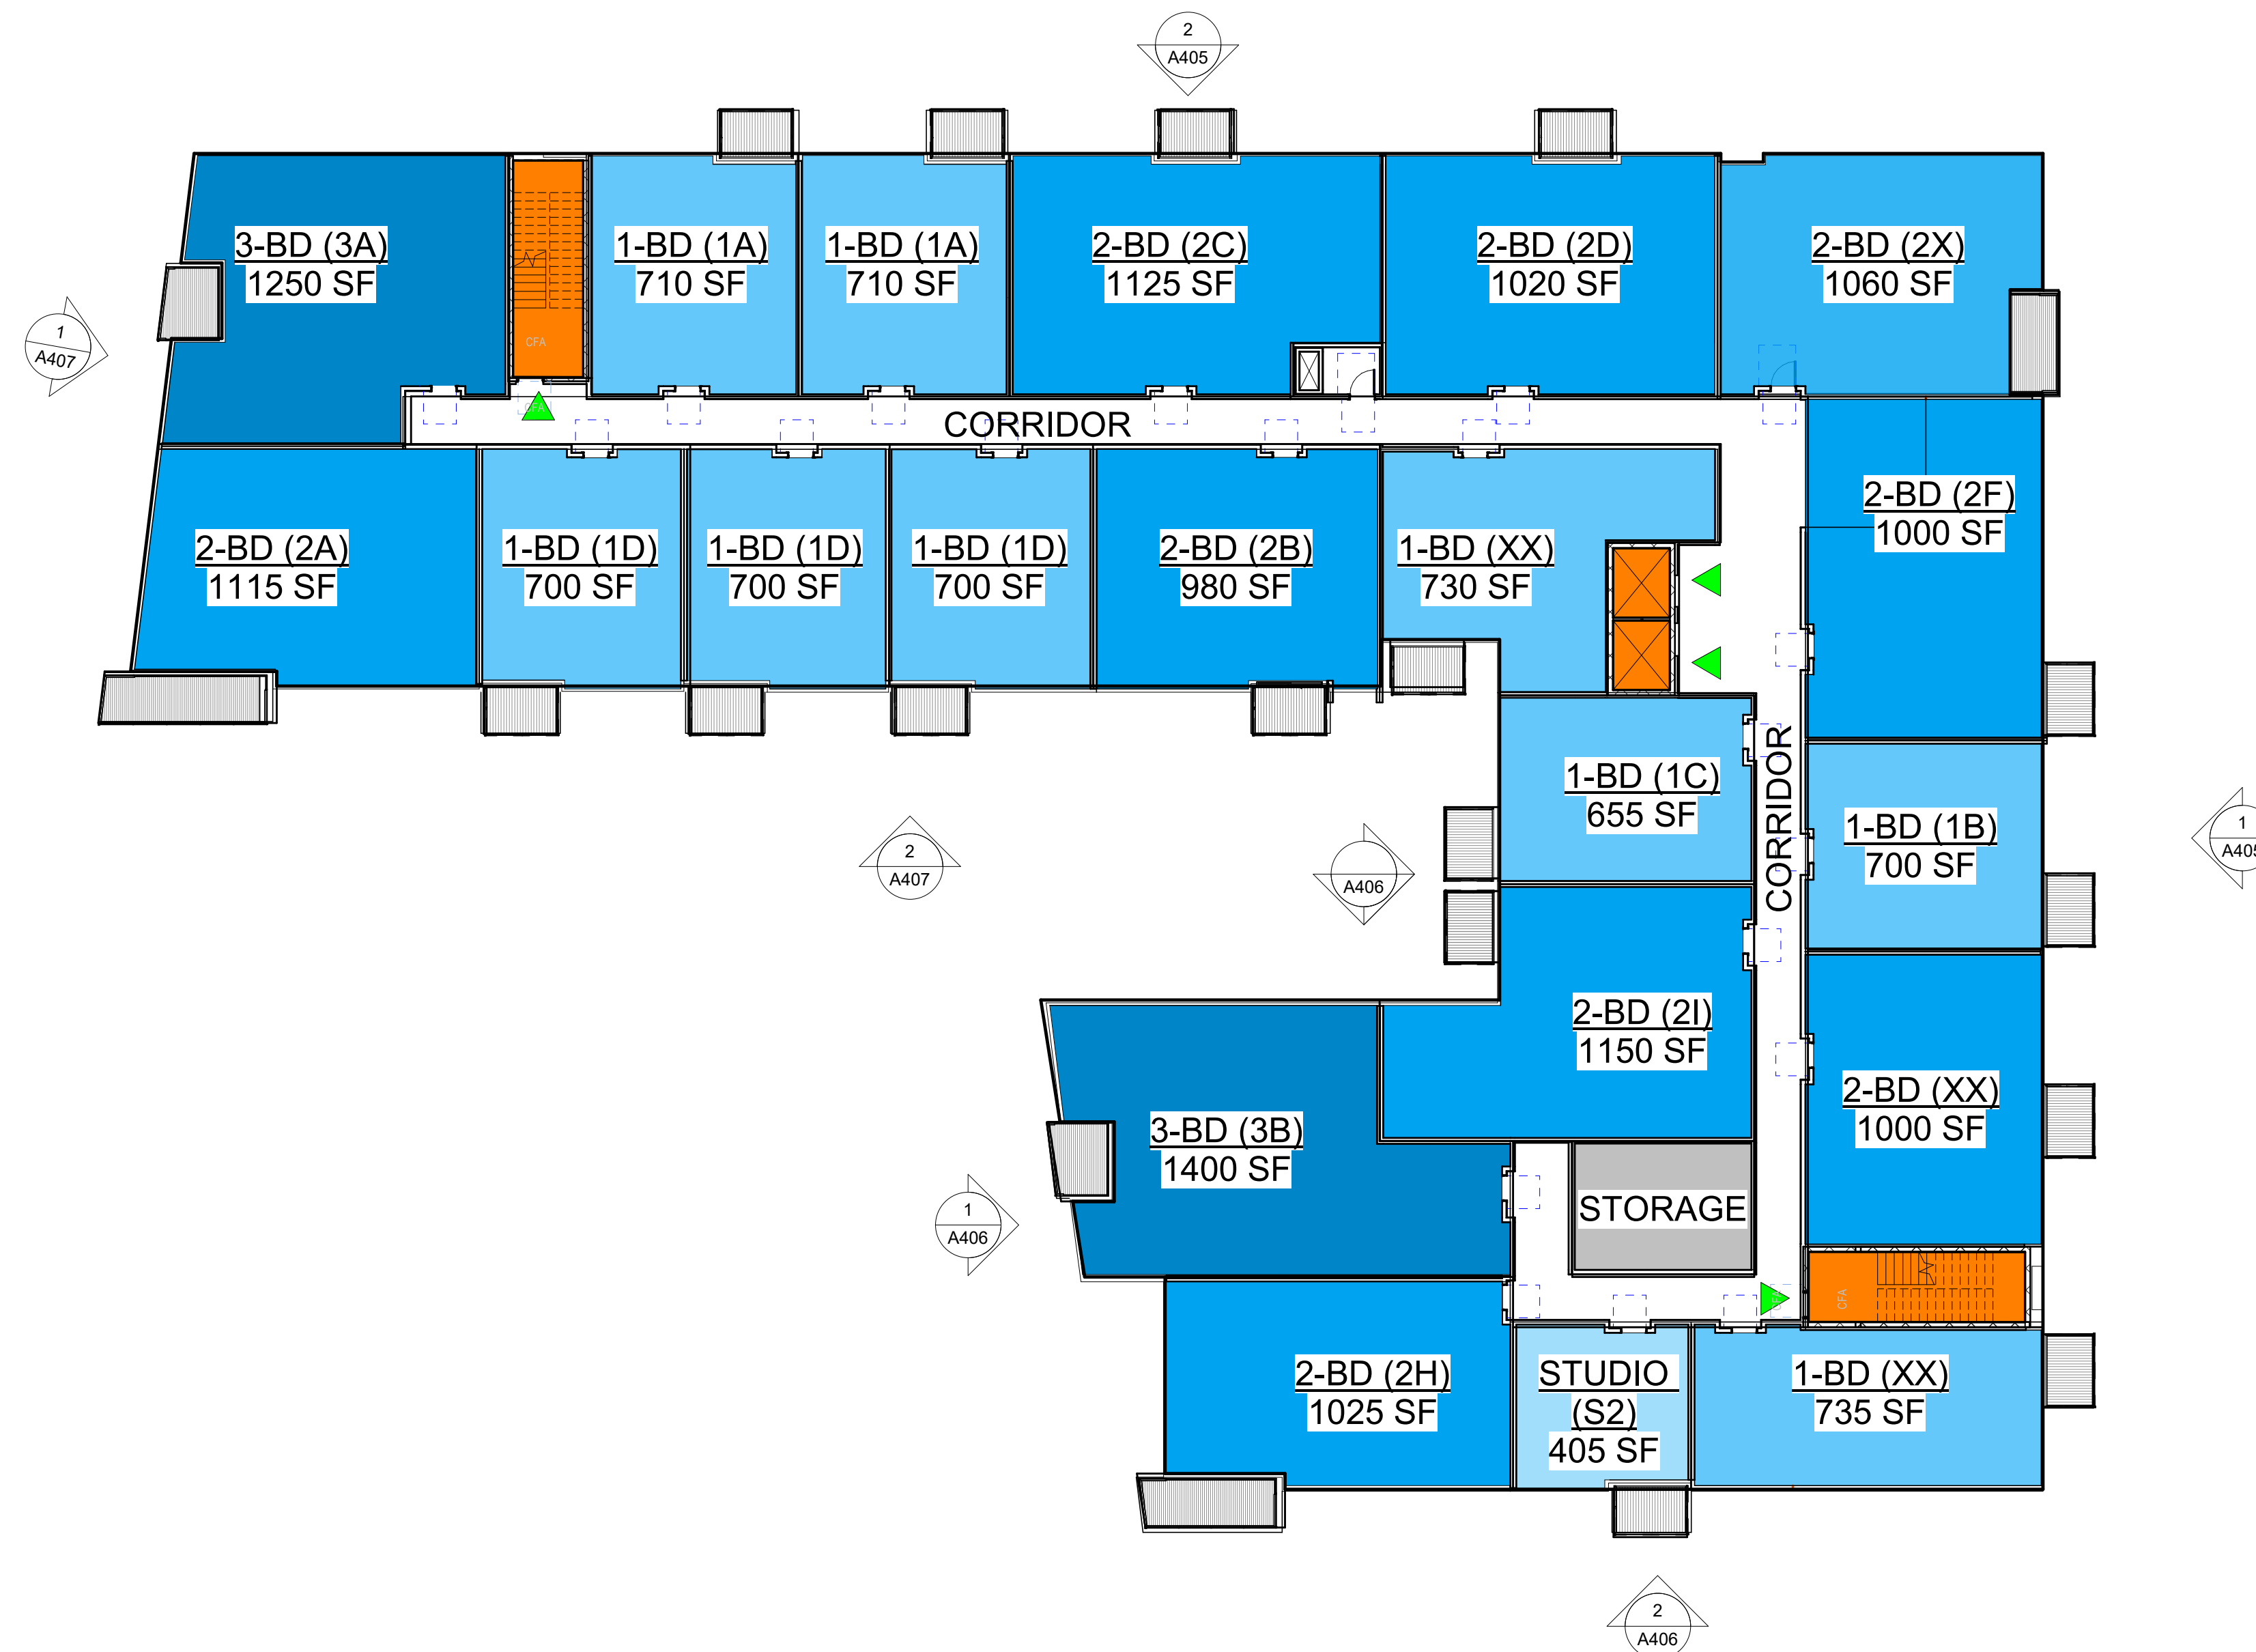 2
A405
3-BD (3A)
1250 SF
1-BD (1A)
710 SF
1-BD (1A)
710 SF
2-BD (2C)
1125 SF
2-BD (2D)
1020 SF
2-BD (2X)
1060 SF
1
A407
CFA
CFA
CORRIDOR
2-BD (2A)
1115 SF
1-BD (1D)
700 SF
1-BD (1D)
700 SF
1-BD (1D)
700 SF
2-BD (2B)
980 SF
1-BD (XX)
730 SF
2-BD (2F)
1000 SF
1-BD (1C)
655 SF
CORRIDOR
1-BD (1B)
700 SF
1
A405
2
A407
A406
2-BD (2I)
1150 SF
2-BD (XX)
1000 SF
3-BD (3B)
1400 SF
STORAGE
1
A406
CFA
CFA
2-BD (2H)
1025 SF
STUDIO
(S2)
405 SF
1-BD (XX)
735 SF
2
A406